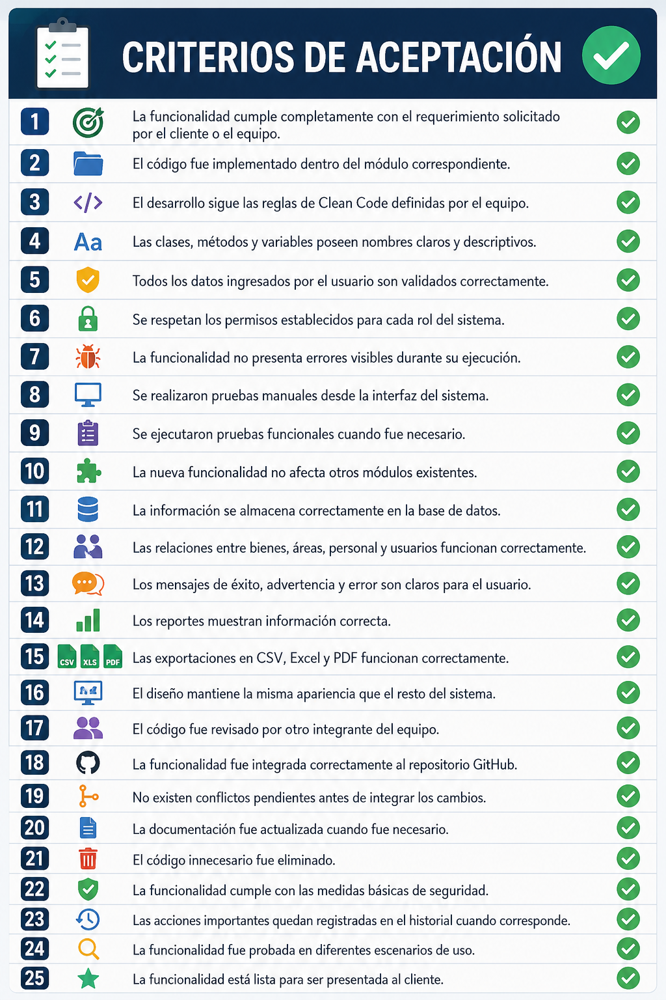 CRITERIOS DE ACEPTACIÓN
1
La funcionalidad cumple completamente con el requerimiento solicitado
por el cliente o el equipo.
2
El código fue implementado dentro del módulo correspondiente.
3
</>
El desarrollo sigue las reglas de Clean Code definidas por el equipo.
4
Aa
Las clases, métodos y variables poseen nombres claros y descriptivos.
5
Todos los datos ingresados por el usuario son validados correctamente.
6
Se respetan los permisos establecidos para cada rol del sistema.
7
La funcionalidad no presenta errores visibles durante su ejecución.
8
Se realizaron pruebas manuales desde la interfaz del sistema.
9
Se ejecutaron pruebas funcionales cuando fue necesario.
10
La nueva funcionalidad no afecta otros módulos existentes.
11
La información se almacena correctamente en la base de datos.
12
Las relaciones entre bienes, áreas, personal y usuarios funcionan correctamente.
13
Los mensajes de éxito, advertencia y error son claros para el usuario.
14
Los reportes muestran información correcta.
15
CSV XLS PDF
Las exportaciones en CSV, Excel y PDF funcionan correctamente.
16
El diseño mantiene la misma apariencia que el resto del sistema.
17
El código fue revisado por otro integrante del equipo.
18
La funcionalidad fue integrada correctamente al repositorio GitHub.
19
No existen conflictos pendientes antes de integrar los cambios.
20
La documentación fue actualizada cuando fue necesario.
21
El código innecesario fue eliminado.
22
La funcionalidad cumple con las medidas básicas de seguridad.
23
Las acciones importantes quedan registradas en el historial cuando corresponde.
24
La funcionalidad fue probada en diferentes escenarios de uso.
25
La funcionalidad está lista para ser presentada al cliente.